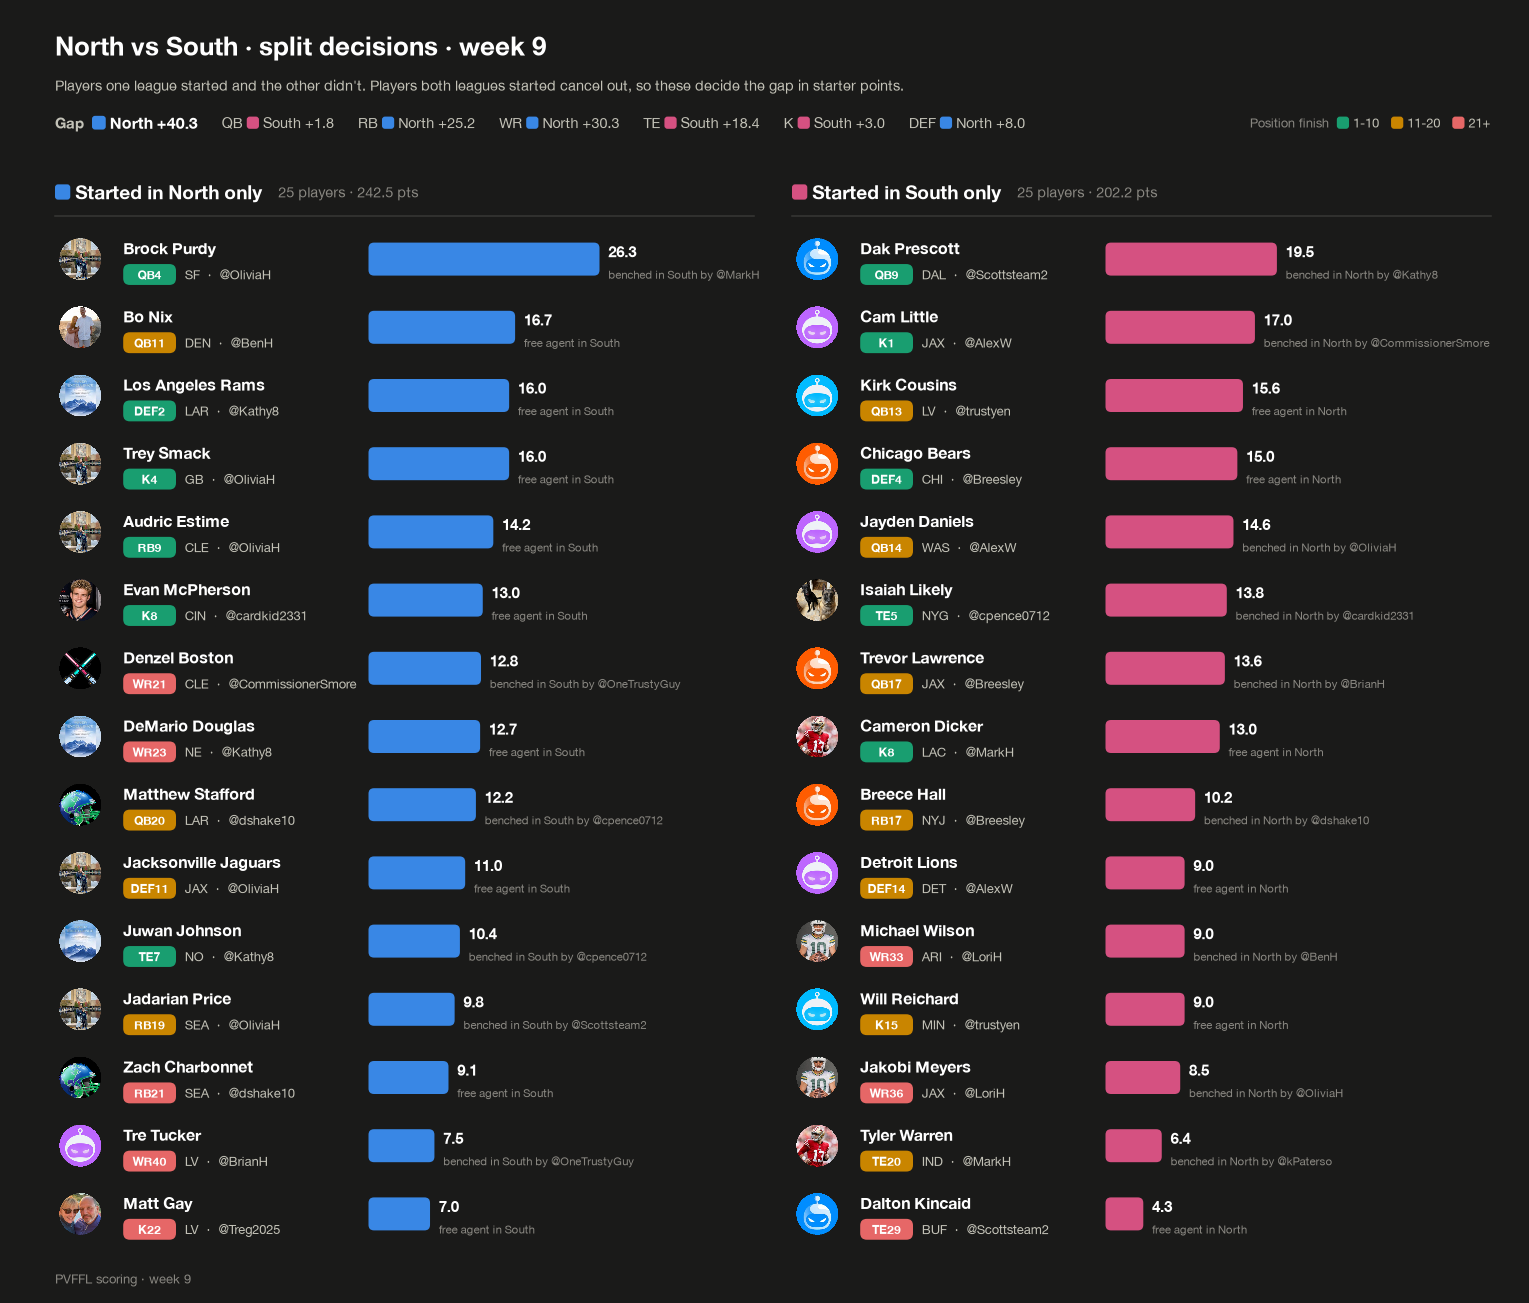 North vs South · split decisions · week 9
Players one league started and the other didn't. Players both leagues started cancel out, so these decide the gap in starter points.
Gap North +40.3 QB South +1.8 RB North +25.2 WR North +30.3 TE South +18.4 K South +3.0 DEF North +8.0 Position finish 1-10 11-20 21+
Started in North only 25 players · 242.5 pts
Brock Purdy 26.3
QB4 SF · @OliviaH benched in South by @MarkH
Bo Nix 16.7
QB11 DEN · @BenH free agent in South
Los Angeles Rams 16.0
DEF2 LAR · @Kathy8 free agent in South
Trey Smack 16.0
K4 GB · @OliviaH free agent in South
Audric Estime 14.2
RB9 CLE · @OliviaH free agent in South
Evan McPherson 13.0
K8 CIN · @cardkid2331 free agent in South
Denzel Boston 12.8
WR21 CLE · @CommissionerSmore benched in South by @OneTrustyGuy
DeMario Douglas 12.7
WR23 NE · @Kathy8 free agent in South
Matthew Stafford 12.2
QB20 LAR · @dshake10 benched in South by @cpence0712
Jacksonville Jaguars 11.0
DEF11 JAX · @OliviaH free agent in South
Juwan Johnson 10.4
TE7 NO · @Kathy8 benched in South by @cpence0712
Jadarian Price 9.8
RB19 SEA · @OliviaH benched in South by @Scottsteam2
Zach Charbonnet 9.1
RB21 SEA · @dshake10 free agent in South
Tre Tucker 7.5
WR40 LV · @BrianH benched in South by @OneTrustyGuy
Matt Gay 7.0
K22 LV · @Treg2025 free agent in South
Started in South only 25 players · 202.2 pts
Dak Prescott 19.5
QB9 DAL · @Scottsteam2 benched in North by @Kathy8
Cam Little 17.0
K1 JAX · @AlexW benched in North by @CommissionerSmore
Kirk Cousins 15.6
QB13 LV · @trustyen free agent in North
Chicago Bears 15.0
DEF4 CHI · @Breesley free agent in North
Jayden Daniels 14.6
QB14 WAS · @AlexW benched in North by @OliviaH
Isaiah Likely 13.8
TE5 NYG · @cpence0712 benched in North by @cardkid2331
Trevor Lawrence 13.6
QB17 JAX · @Breesley benched in North by @BrianH
Cameron Dicker 13.0
K8 LAC · @MarkH free agent in North
Breece Hall 10.2
RB17 NYJ · @Breesley benched in North by @dshake10
Detroit Lions 9.0
DEF14 DET · @AlexW free agent in North
Michael Wilson 9.0
WR33 ARI · @LoriH benched in North by @BenH
Will Reichard 9.0
K15 MIN · @trustyen free agent in North
Jakobi Meyers 8.5
WR36 JAX · @LoriH benched in North by @OliviaH
Tyler Warren 6.4
TE20 IND · @MarkH benched in North by @kPaterso
Dalton Kincaid 4.3
TE29 BUF · @Scottsteam2 free agent in North
PVFFL scoring · week 9